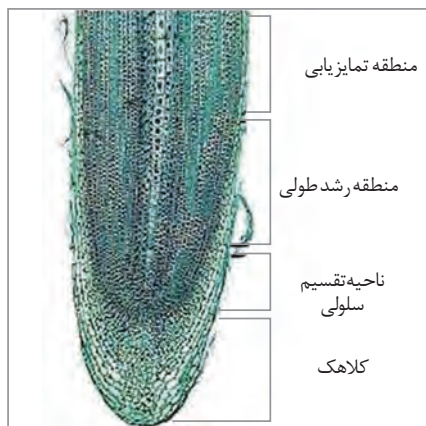 منطقه تمایزیابی
منطقه رشد طولی
ناحیه تقسیم
سلولی
کلاهک